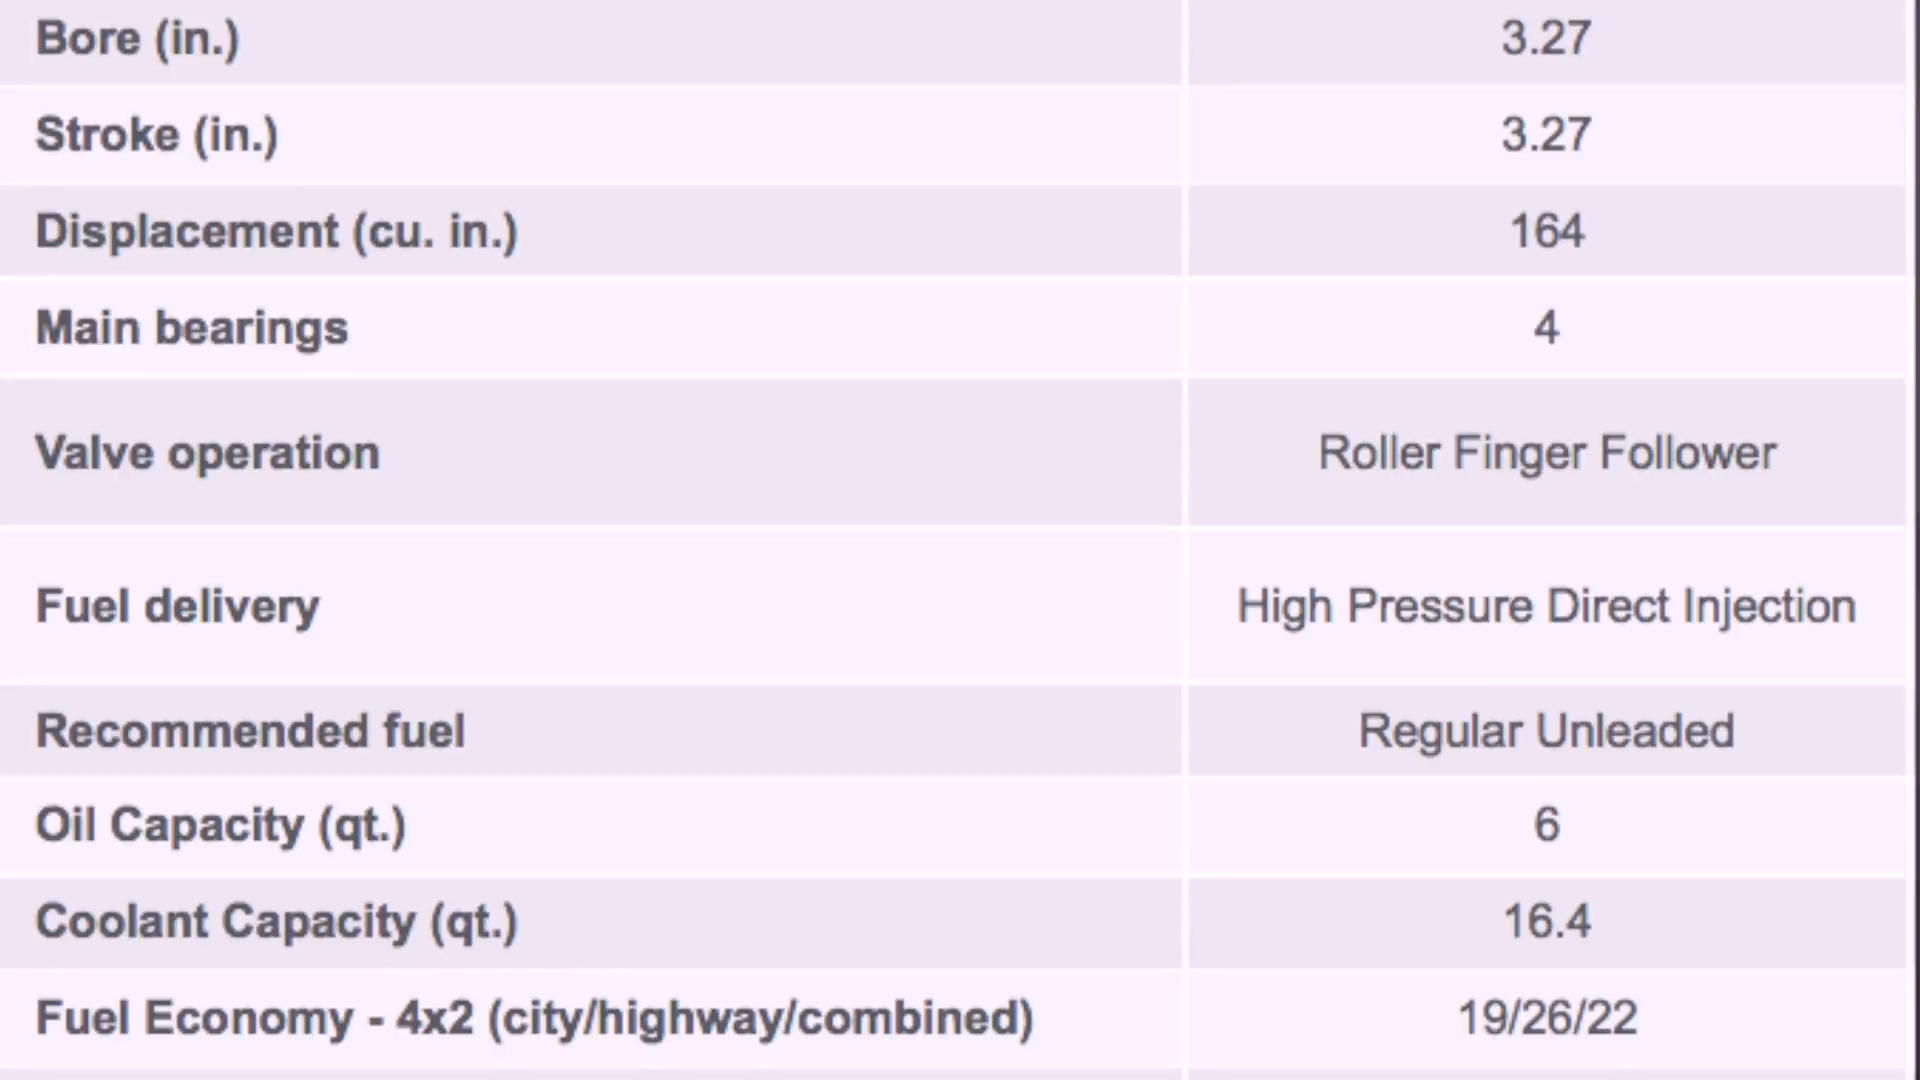 Bore (in.) 3.27
Stroke (in.) 3.27
Displacement (cu. in.) 164
Main bearings 4
Valve operation Roller Finger Follower
Fuel delivery High Pressure Direct Injection
Recommended fuel Regular Unleaded
Oil Capacity (qt.) 6
Coolant Capacity (qt.) 16.4
Fuel Economy - 4x2 (city/highway/combined) 19/26/22